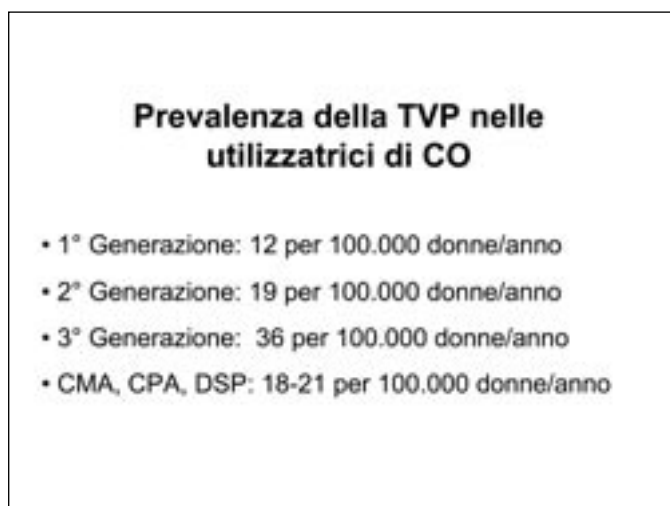 Prevalenza della TVP nelle
utilizzatrici di CO
• 1° Generazione: 12 per 100.000 donne/anno
• 2° Generazione: 19 per 100.000 donne/anno
• 3° Generazione: 36 per 100.000 donne/anno
• CMA, CPA, DSP: 18-21 per 100.000 donne/anno